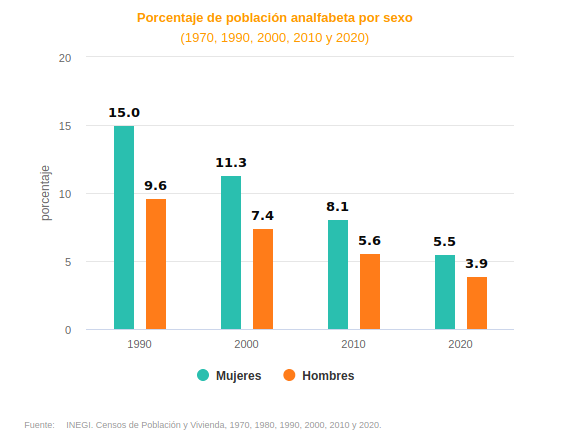 Porcentaje de población analfabeta por sexo
(1970, 1990, 2000, 2010 y 2020)
20
15
10
5
0
porcentaje
15.0
9.6
11.3
7.4
8.1
5.6
5.5
3.9
1990
2000
2010
2020
Mujeres
Hombres
Fuente: INEGI. Censos de Población y Vivienda, 1970, 1980, 1990, 2000, 2010 y 2020.